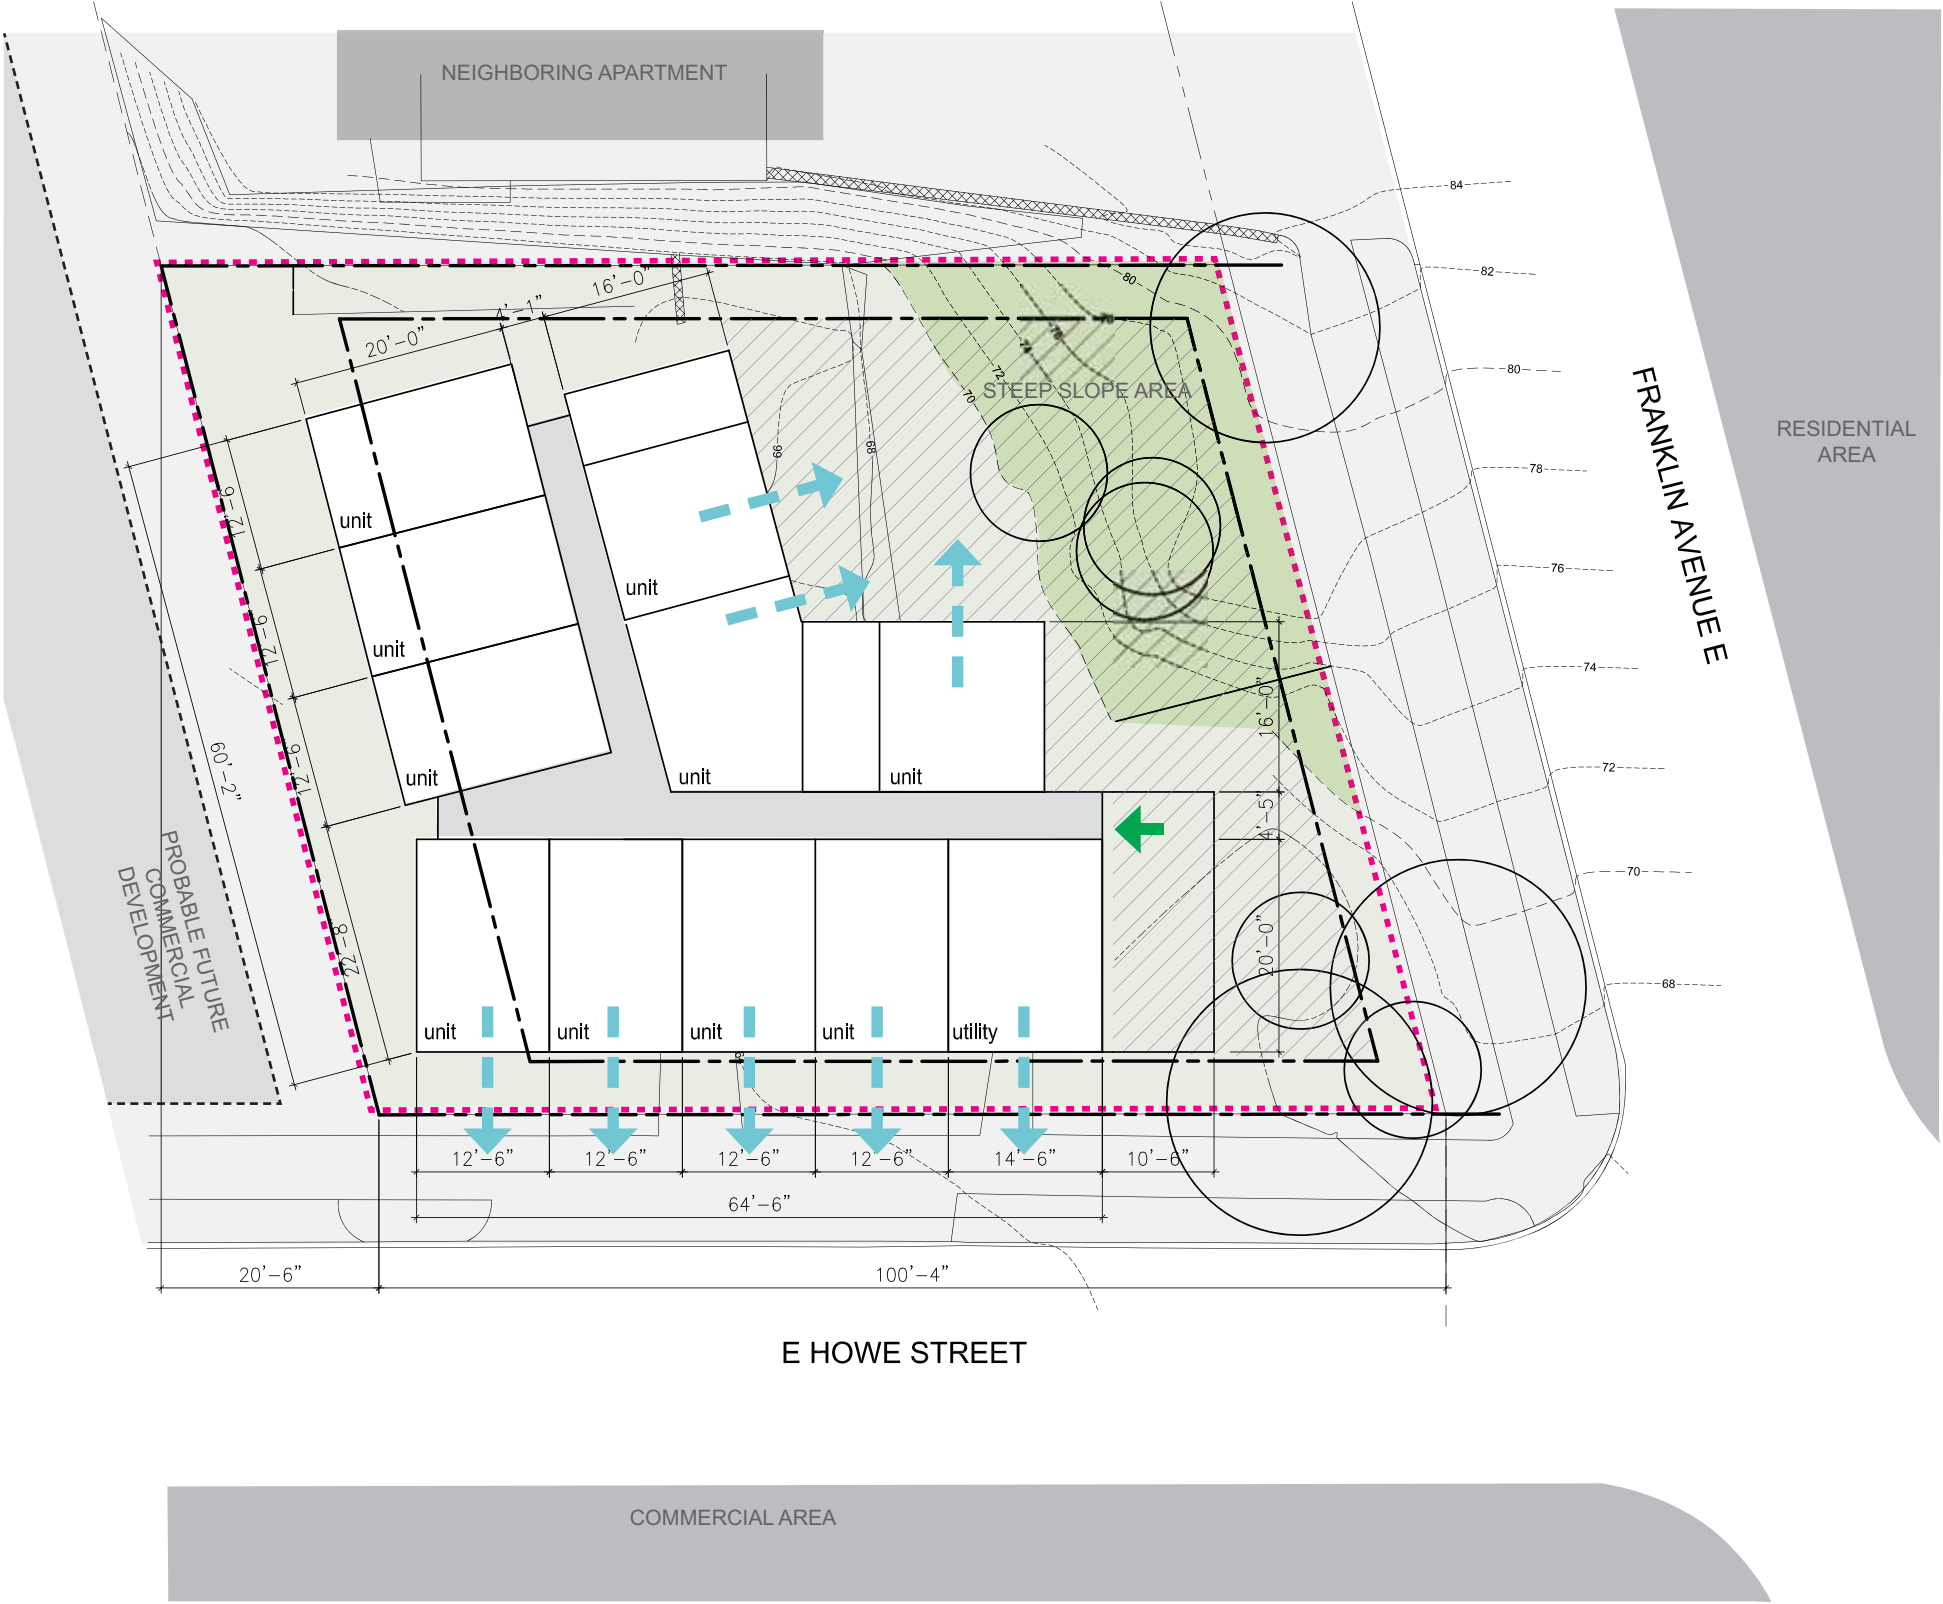 NEIGHBORING APARTMENT
84
82
80
78
76
74
72
70
68
FRANKLIN AVENUE E
RESIDENTIAL
AREA
80
78
76
74
72
70
STEEP SLOPE AREA
68
66
16'-0"
20'-0"
12'-6"
12'-6"
12'-6"
22'-8"
60'-2"
PROBABLE FUTURE
COMMERCIAL
DEVELOPMENT
unit
unit
unit
unit
unit
unit
16'-0"
4'-5"
20'-0"
unit
unit
unit
unit
utility
12'-6"
12'-6"
12'-6"
12'-6"
14'-6"
10'-6"
64'-6"
20'-6"
100'-4"
E HOWE STREET
COMMERCIAL AREA